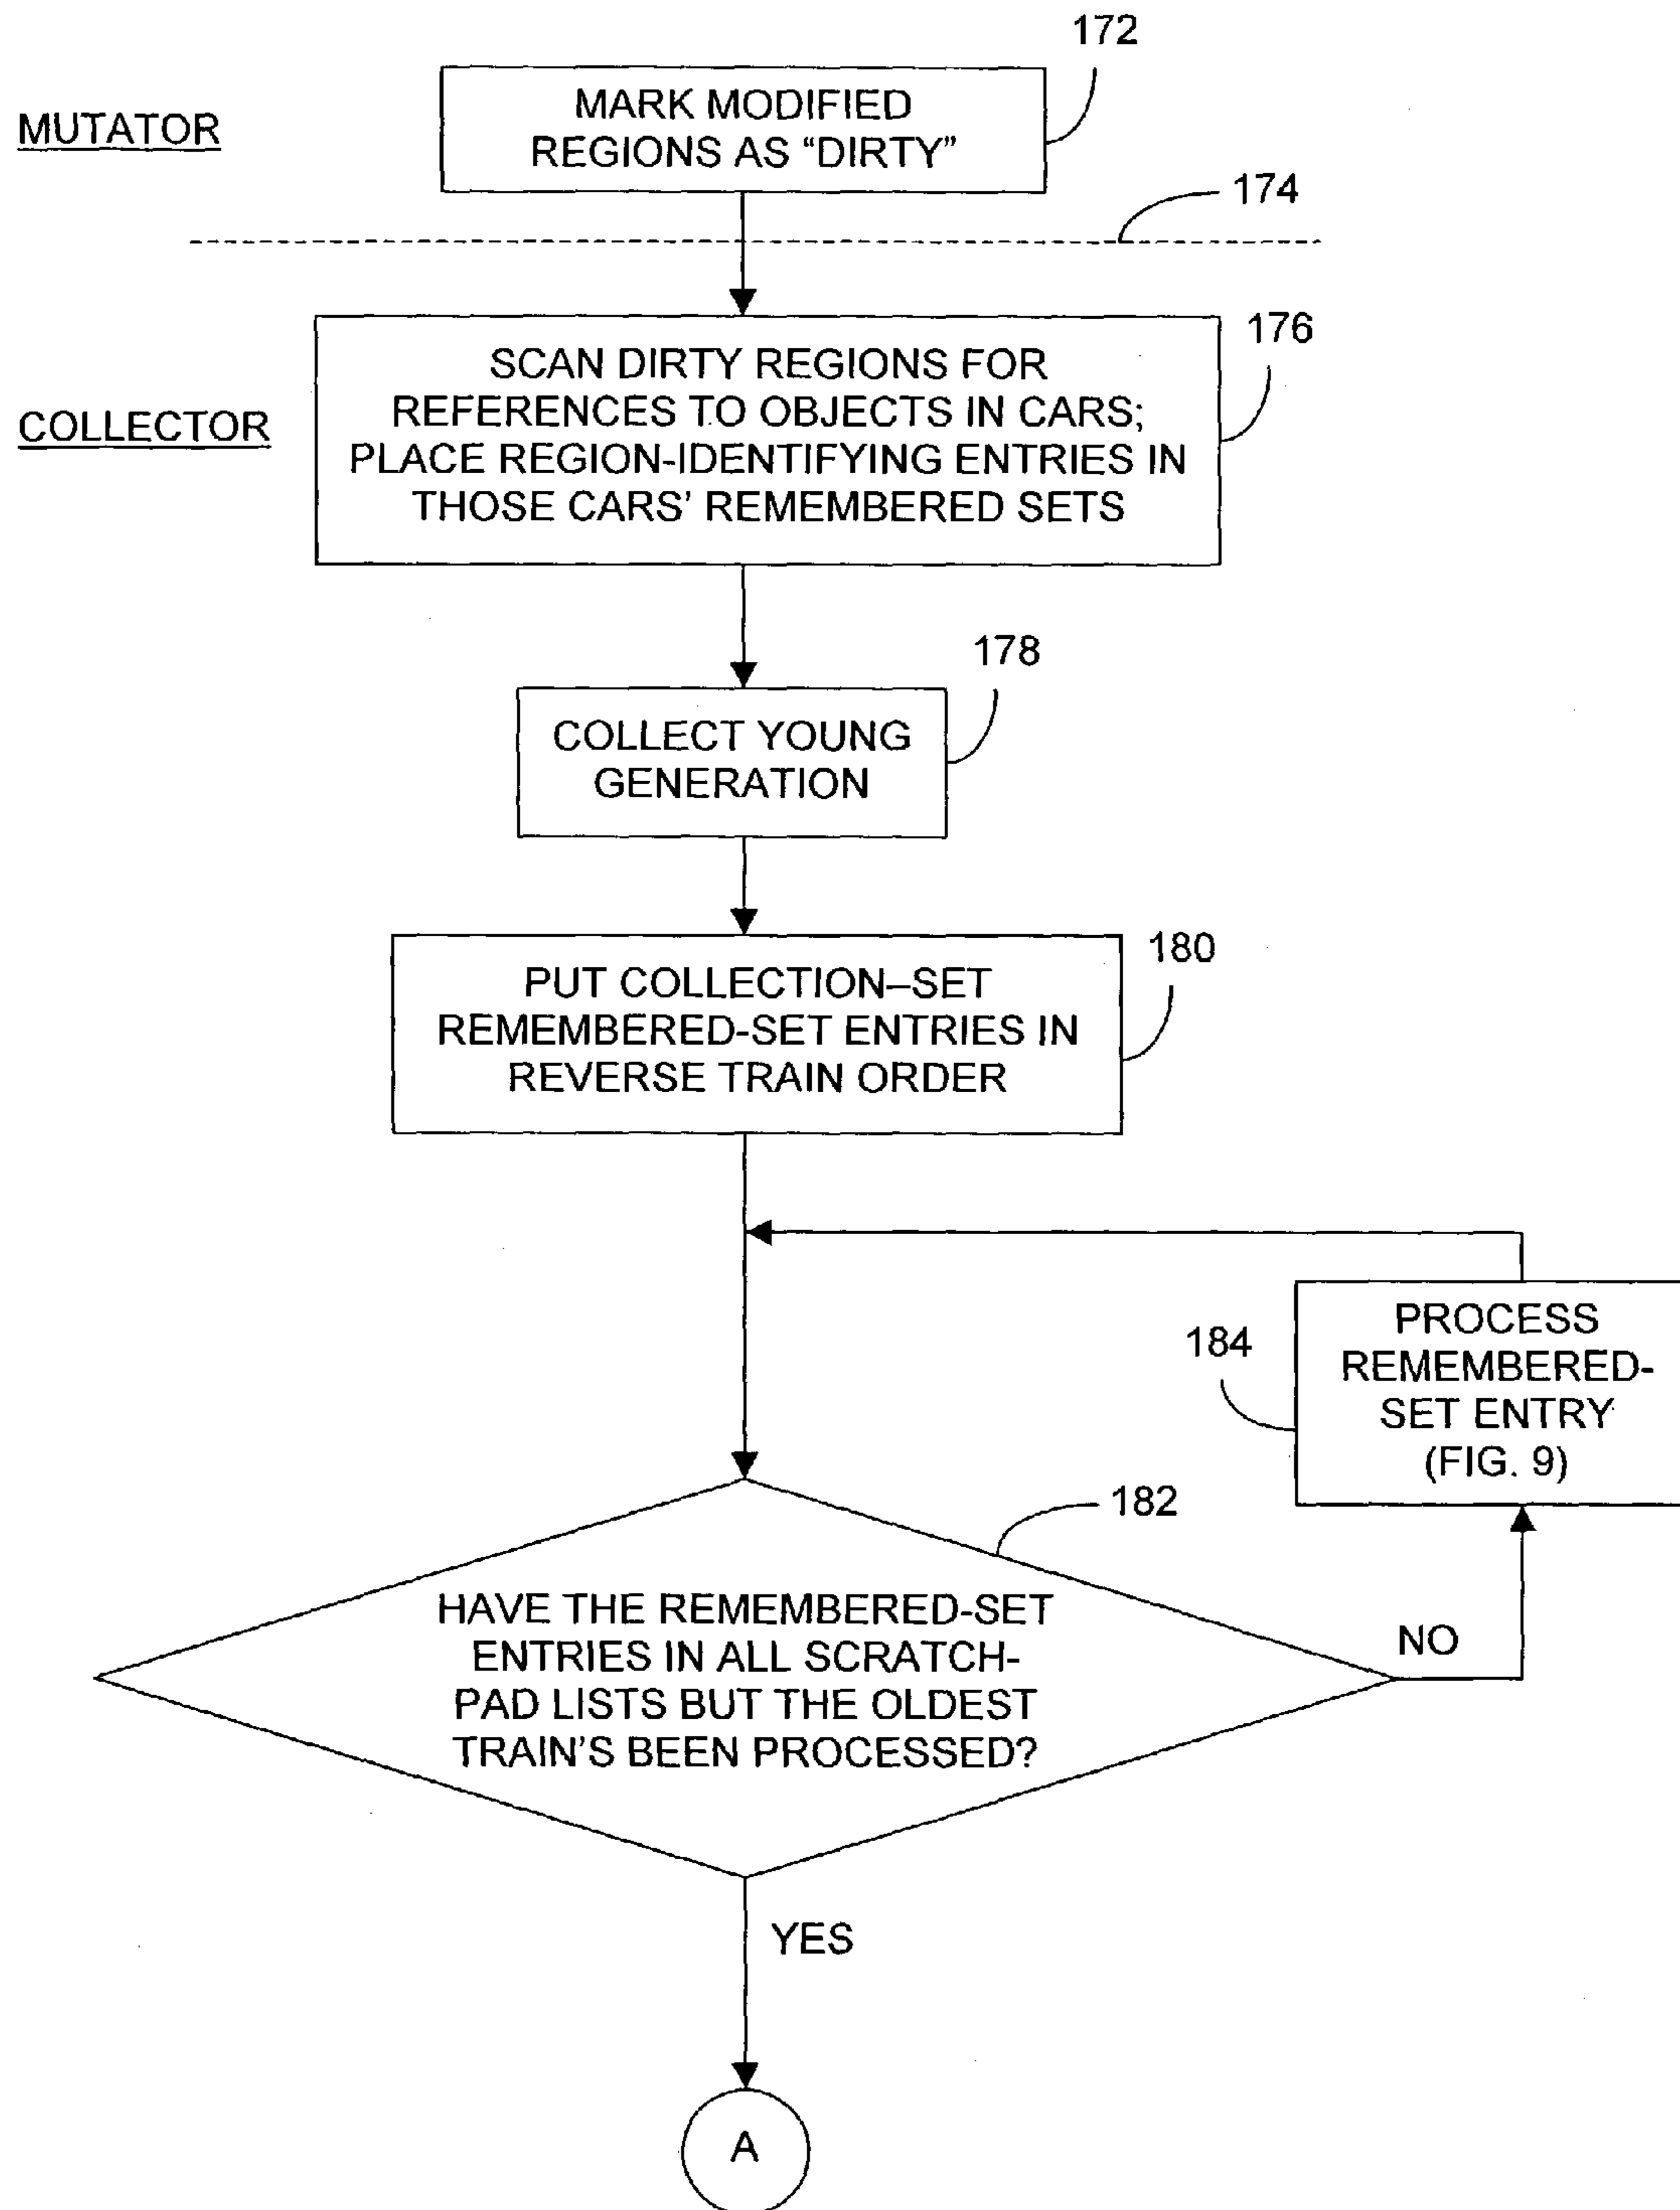 172
MUTATOR
MARK MODIFIED
REGIONS AS “DIRTY”
174
176
COLLECTOR
SCAN DIRTY REGIONS FOR
REFERENCES TO OBJECTS IN CARS;
PLACE REGION-IDENTIFYING ENTRIES IN
THOSE CARS’ REMEMBERED SETS
178
COLLECT YOUNG
GENERATION
180
PUT COLLECTION–SET
REMEMBERED-SET ENTRIES IN
REVERSE TRAIN ORDER
184
PROCESS
REMEMBERED-
SET ENTRY
(FIG. 9)
182
HAVE THE REMEMBERED-SET
ENTRIES IN ALL SCRATCH-
PAD LISTS BUT THE OLDEST
TRAIN’S BEEN PROCESSED?
NO
YES
A